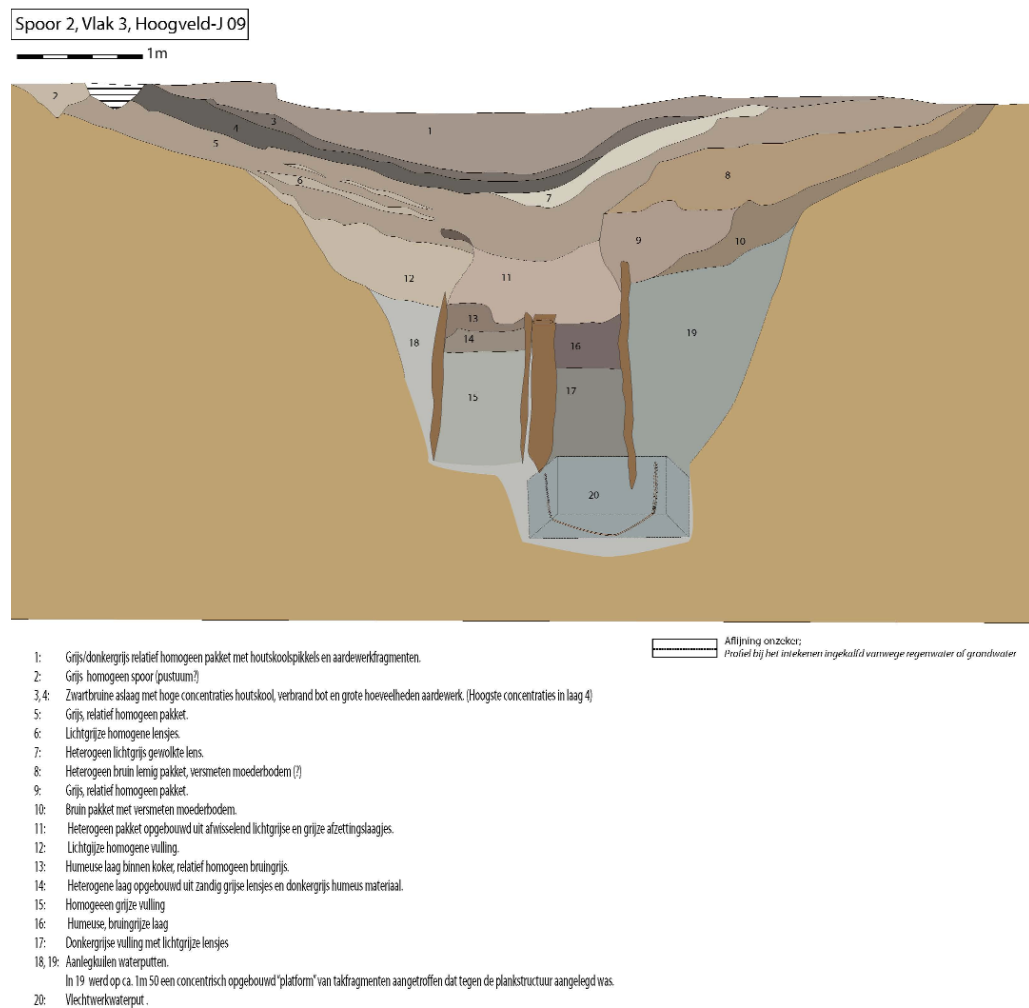 Spoor 2, Vlak 3, Hoogveld-J 09
1m
2
3
1
4
5
6
7
8
9
10
11
12
13
14
18
16
19
15
17
20
Aflijning onzeker;
Profiel bij het intekenen ingekalfd vanwege regenwater of grondwater
1: Grijs/donkergrijs relatief homogeen pakket met houtskoolspikkels en aardewerkfragmenten.
2: Grijs homogeen spoor (pustuum?)
3, 4: Zwartbruine aslaag met hoge concentraties houtskool, verbrand bot en grote hoeveelheden aardewerk. (Hoogste concentraties in laag 4)
5: Grijs, relatief homogeen pakket.
6: Lichtgrijze homogene lensjes.
7: Heterogeen lichtgrijs gewolkte lens.
8: Heterogeen bruin lemig pakket, versmeten moederbodem (?)
9: Grijs, relatief homogeen pakket.
10: Bruin pakket met versmeten moederbodem.
11: Heterogeen pakket opgebouwd uit afwisselend lichtgrijse en grijze afzettingslaagjes.
12: Lichtgijze homogene vulling.
13: Humeuse laag binnen koker, relatief homogeen bruingrijs.
14: Heterogene laag opgebouwd uit zandig grijse lensjes en donkergrijs humeus materiaal.
15: Homogeeen grijze vulling
16: Humeuse, bruingrijze laag
17: Donkergrijse vulling met lichtgrijze lensjes
18, 19: Aanlegkuilen waterputten.
In 19 werd op ca. 1m 50 een concentrisch opgebouwd "platform" van takfragmenten aangetroffen dat tegen de plankstructuur aangelegd was.
20: Vlechtwerkwaterput .